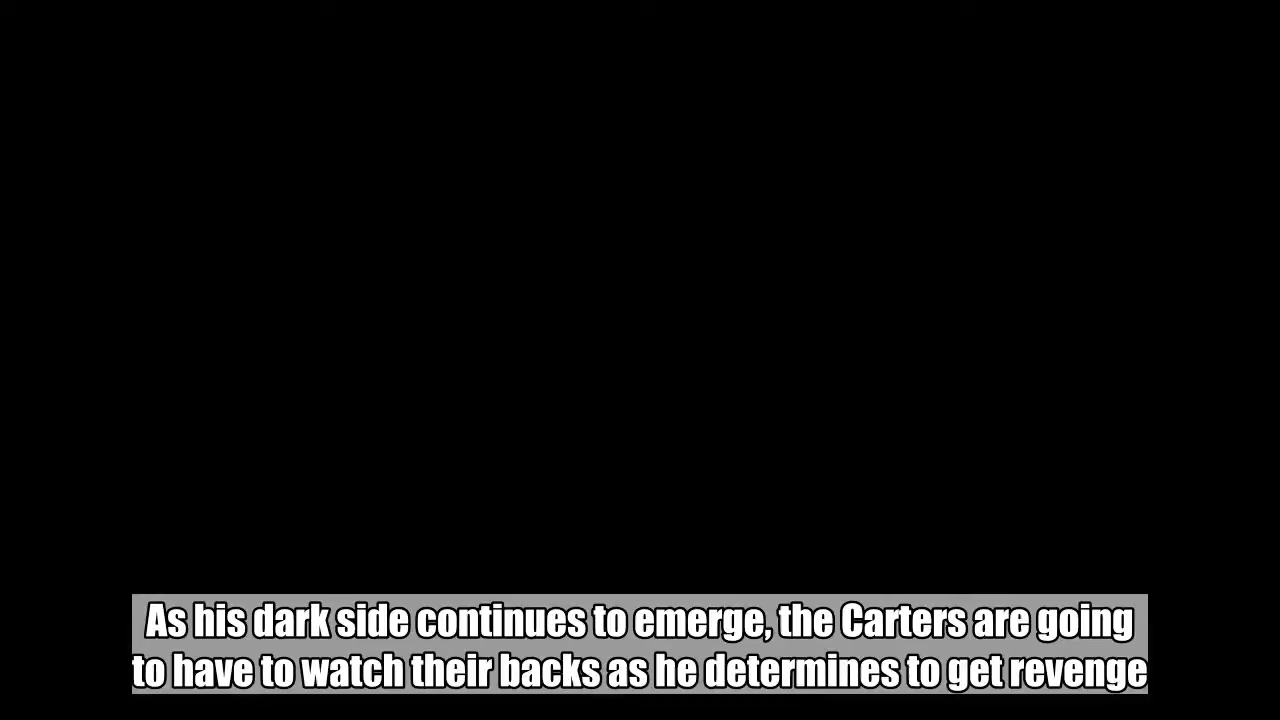 As his dark side continues to emerge, the Carters are going
to have to watch their backs as he determines to get revenge